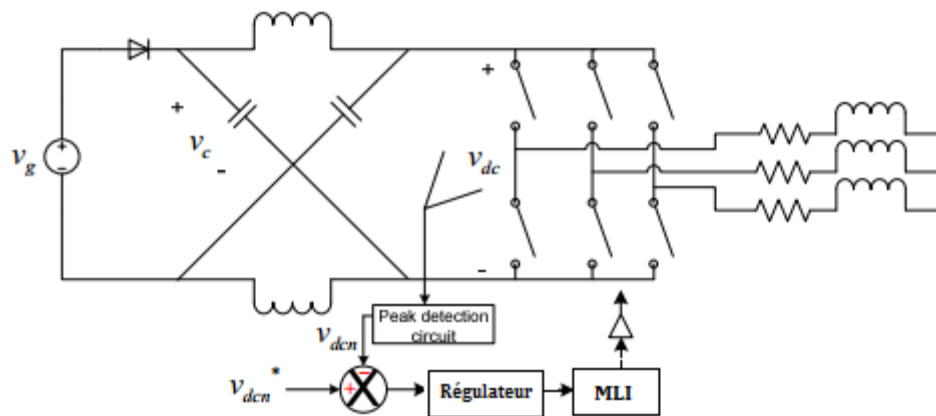 +
+
v_g
+
-
v_c
-
+
v_dc
-
Peak detection
circuit
v_dcn
-
v_dcn*
+
Régulateur
MLI